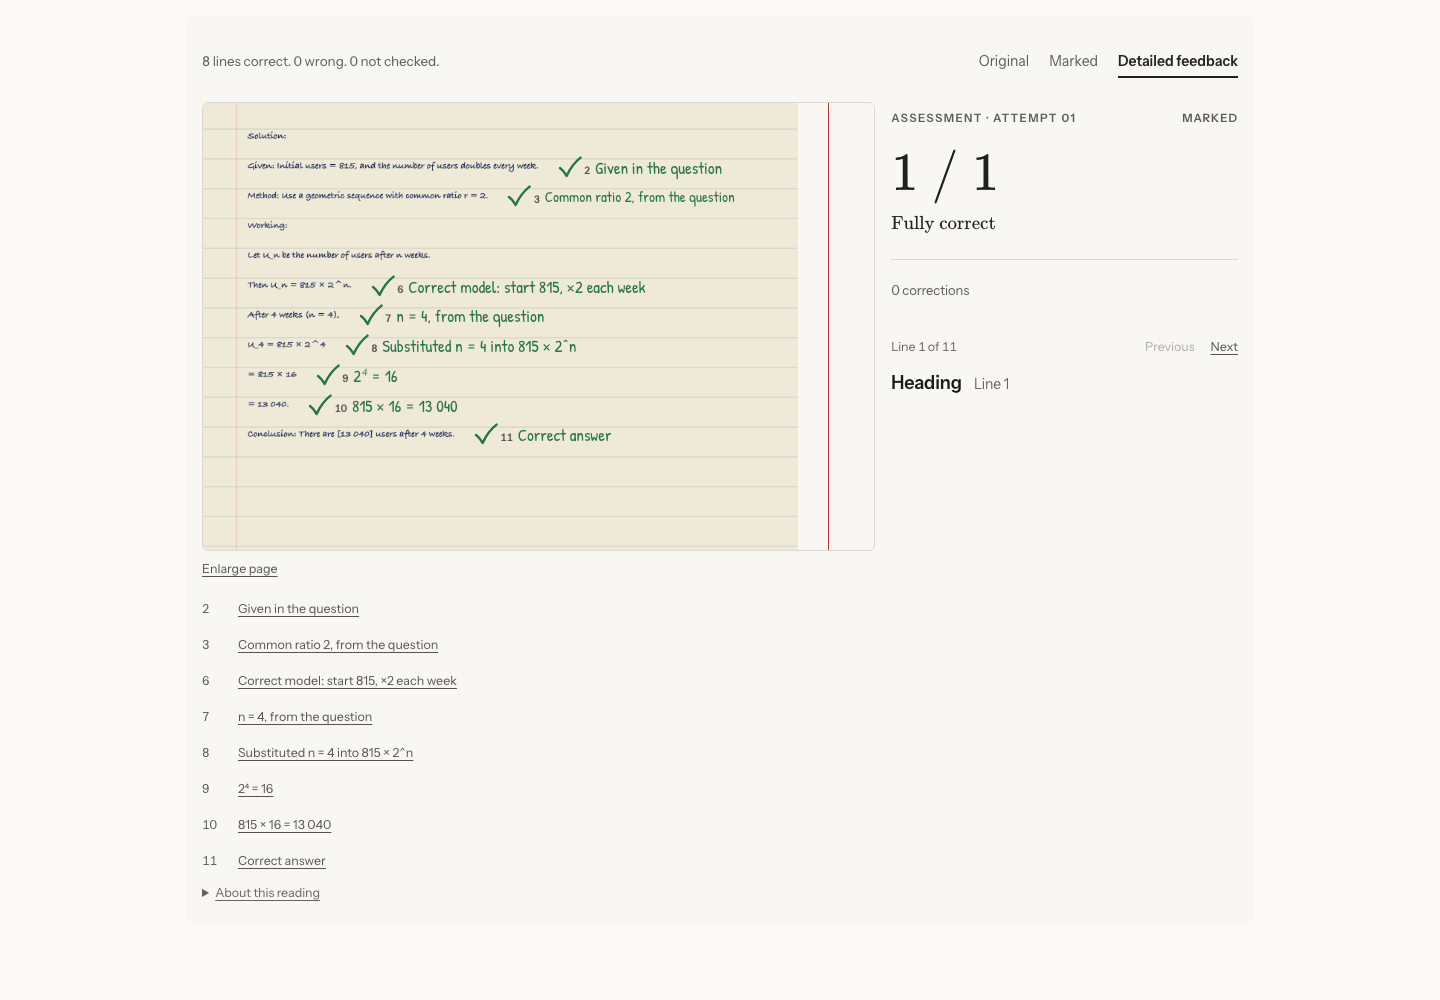 8 lines correct. 0 wrong. 0 not checked.
Original Marked Detailed feedback
Solution:
Given: Initial users = 815, and the number of users doubles every week. 2 Given in the question
Method: Use a geometric sequence with common ratio r = 2. 3 Common ratio 2, from the question
Working:
Let U_n be the number of users after n weeks.
Then U_n = 815 × 2^n. 6 Correct model: start 815, ×2 each week
After 4 weeks (n = 4), 7 n = 4, from the question
U_4 = 815 × 2^4 8 Substituted n = 4 into 815 × 2^n
= 815 × 16 9 2⁴ = 16
= 13 040. 10 815 × 16 = 13 040
Conclusion: There are [13 040] users after 4 weeks. 11 Correct answer
ASSESSMENT · ATTEMPT 01 MARKED
1 / 1
Fully correct
0 corrections
Line 1 of 11 Previous Next
Heading Line 1
Enlarge page
2 Given in the question
3 Common ratio 2, from the question
6 Correct model: start 815, ×2 each week
7 n = 4, from the question
8 Substituted n = 4 into 815 × 2^n
9 2⁴ = 16
10 815 × 16 = 13 040
11 Correct answer
About this reading